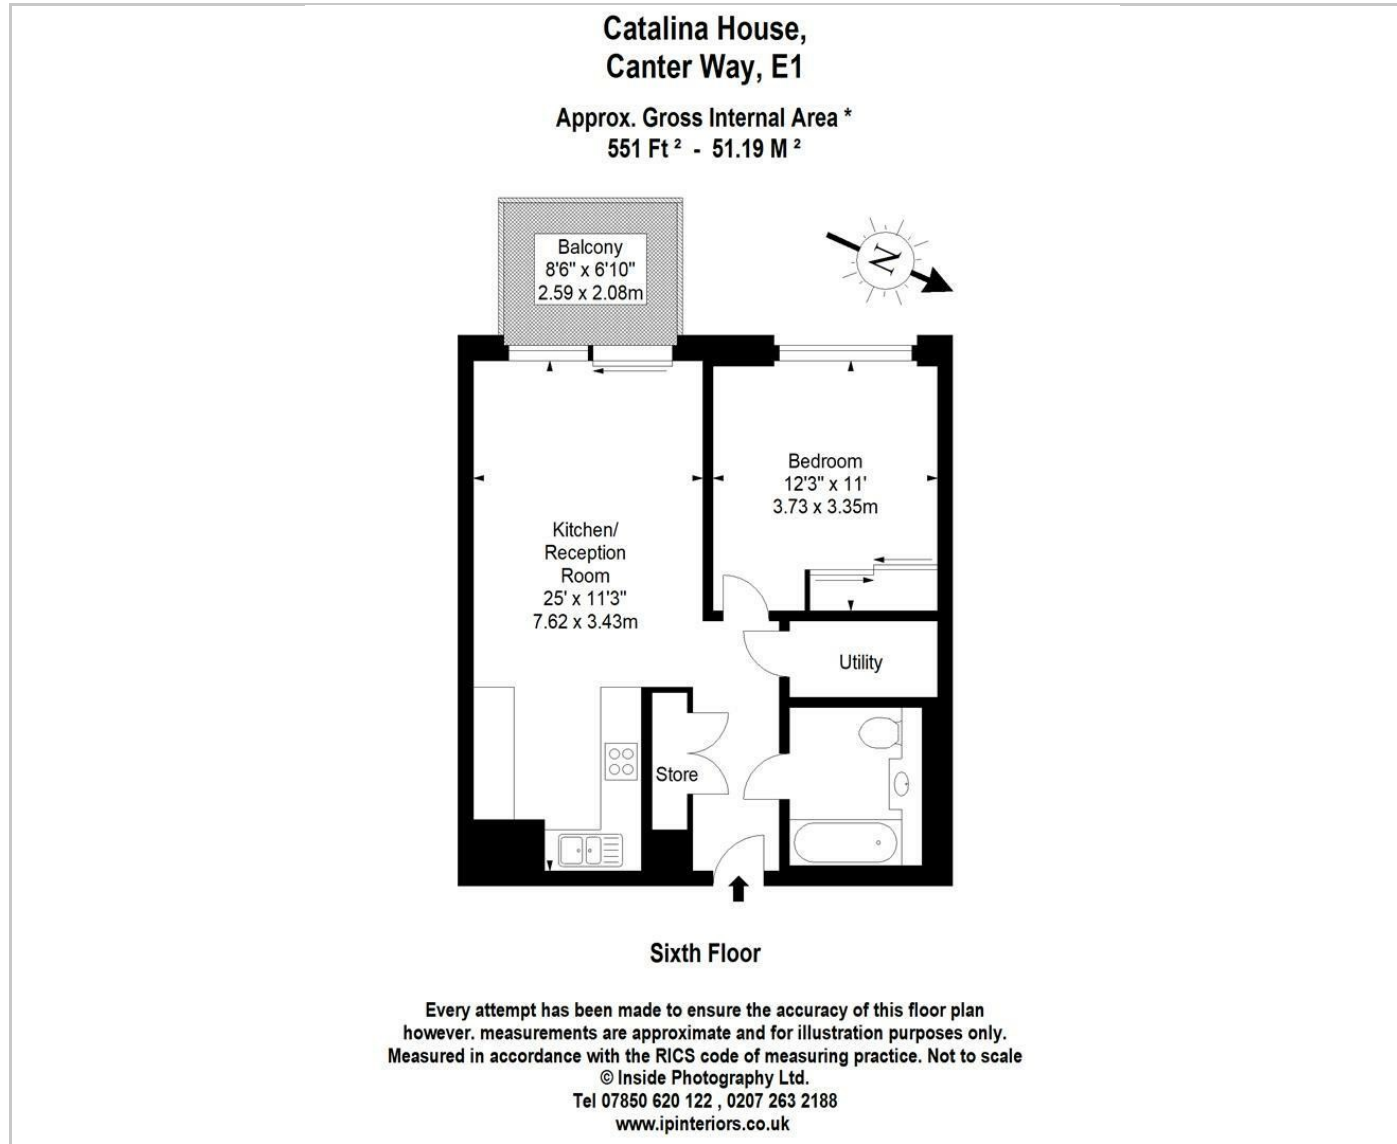 Catalina House,
Canter Way, E1
Approx. Gross Internal Area *
551 Ft ² - 51.19 M ²
Balcony
8'6" x 6'10"
2.59 x 2.08m
N
Bedroom
12'3" x 11'
3.73 x 3.35m
Kitchen/
Reception
Room
25' x 11'3"
7.62 x 3.43m
Utility
Store
Sixth Floor
Every attempt has been made to ensure the accuracy of this floor plan
however. measurements are approximate and for illustration purposes only.
Measured in accordance with the RICS code of measuring practice. Not to scale
© Inside Photography Ltd.
Tel 07850 620 122 , 0207 263 2188
www.ipinteriors.co.uk